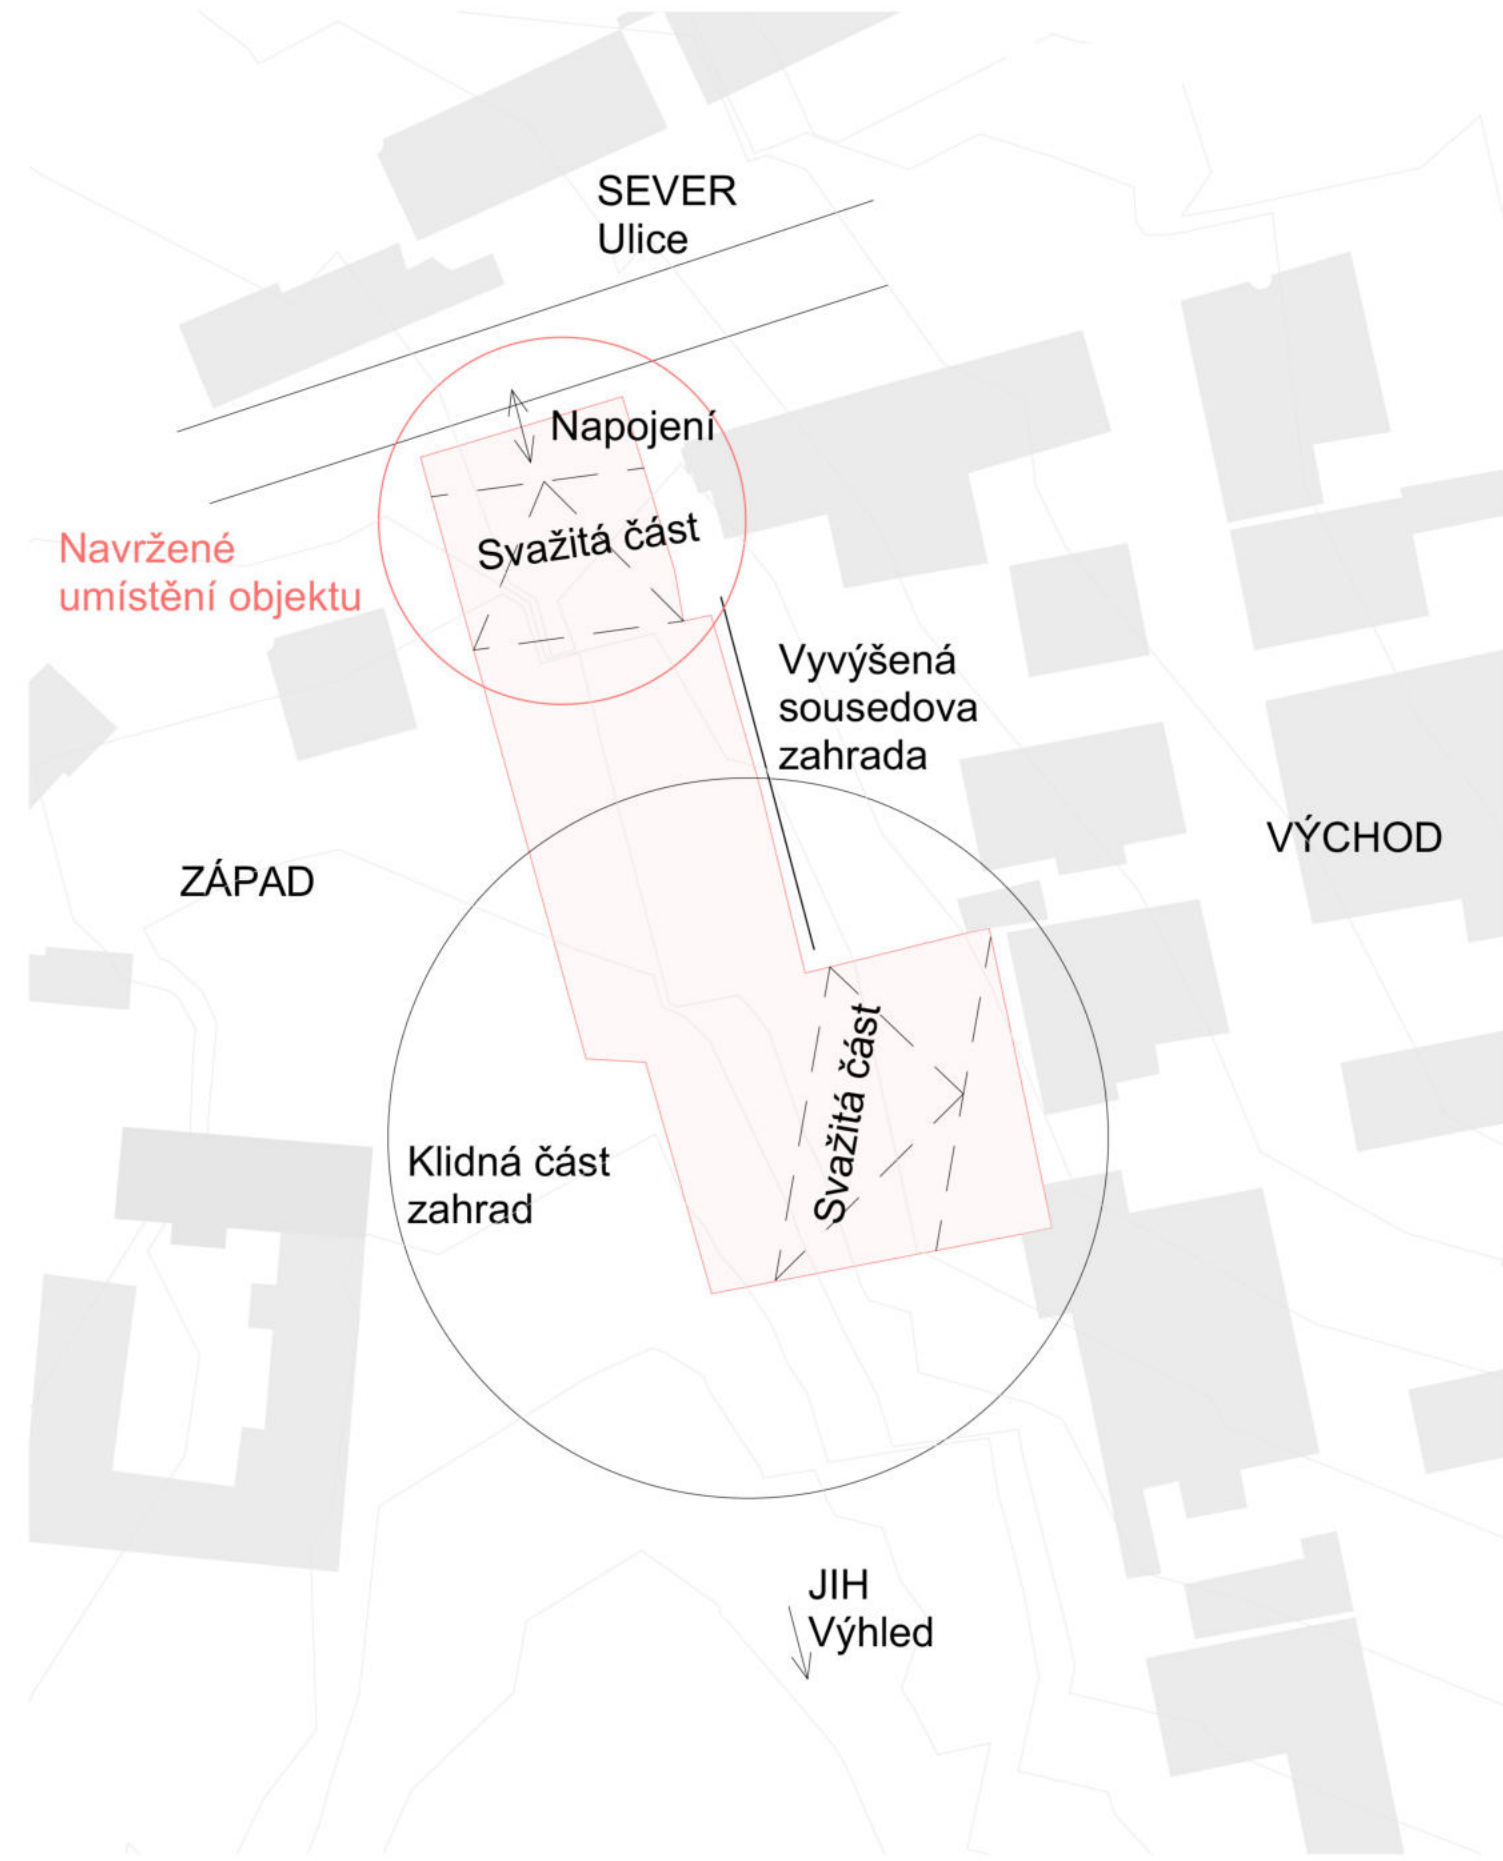 SEVER
Ulice
Napojení
Svažitá část
Navržené
umístění objektu
Vyvýšená
sousedova
zahrada
VÝCHOD
ZÁPAD
Svažitá část
Klidná část
zahrad
JIH
Výhled